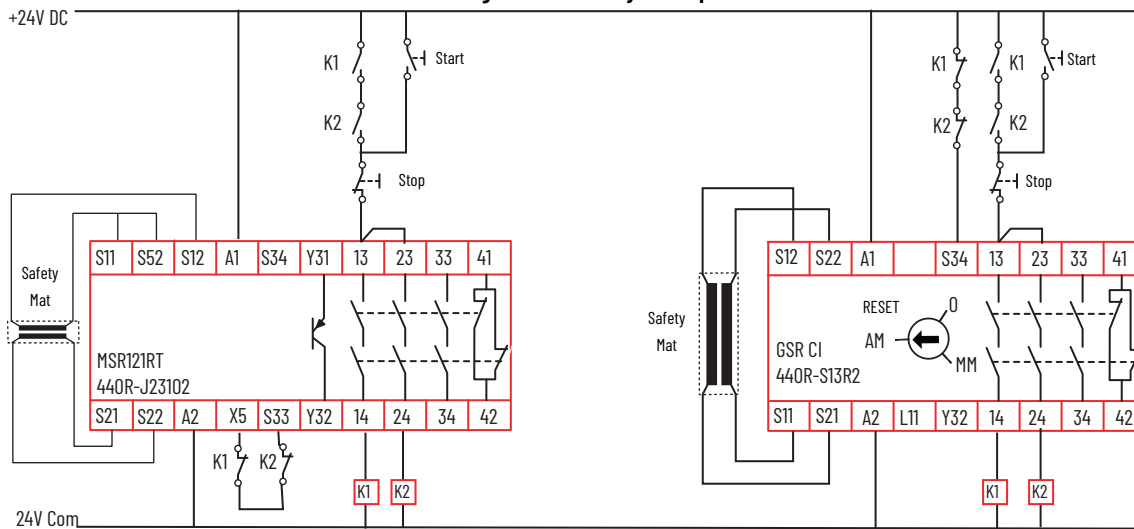 +24V DC
K1
Start
K2
Stop
K1
K1
Start
K2
K2
Stop
S11 S52 S12 A1 S34 Y31 13 23 33 41
Safety
Mat
MSR121RT
440R-J23102
S21 S22 A2 X5 S33 Y32 14 24 34 42
K1 K2
K1 K2
S12 S22 A1 S34 13 23 33 41
Safety
Mat
RESET
0
AM
MM
GSR CI
440R-S13R2
S11 S21 A2 L11 Y32 14 24 34 42
K1 K2
24V Com